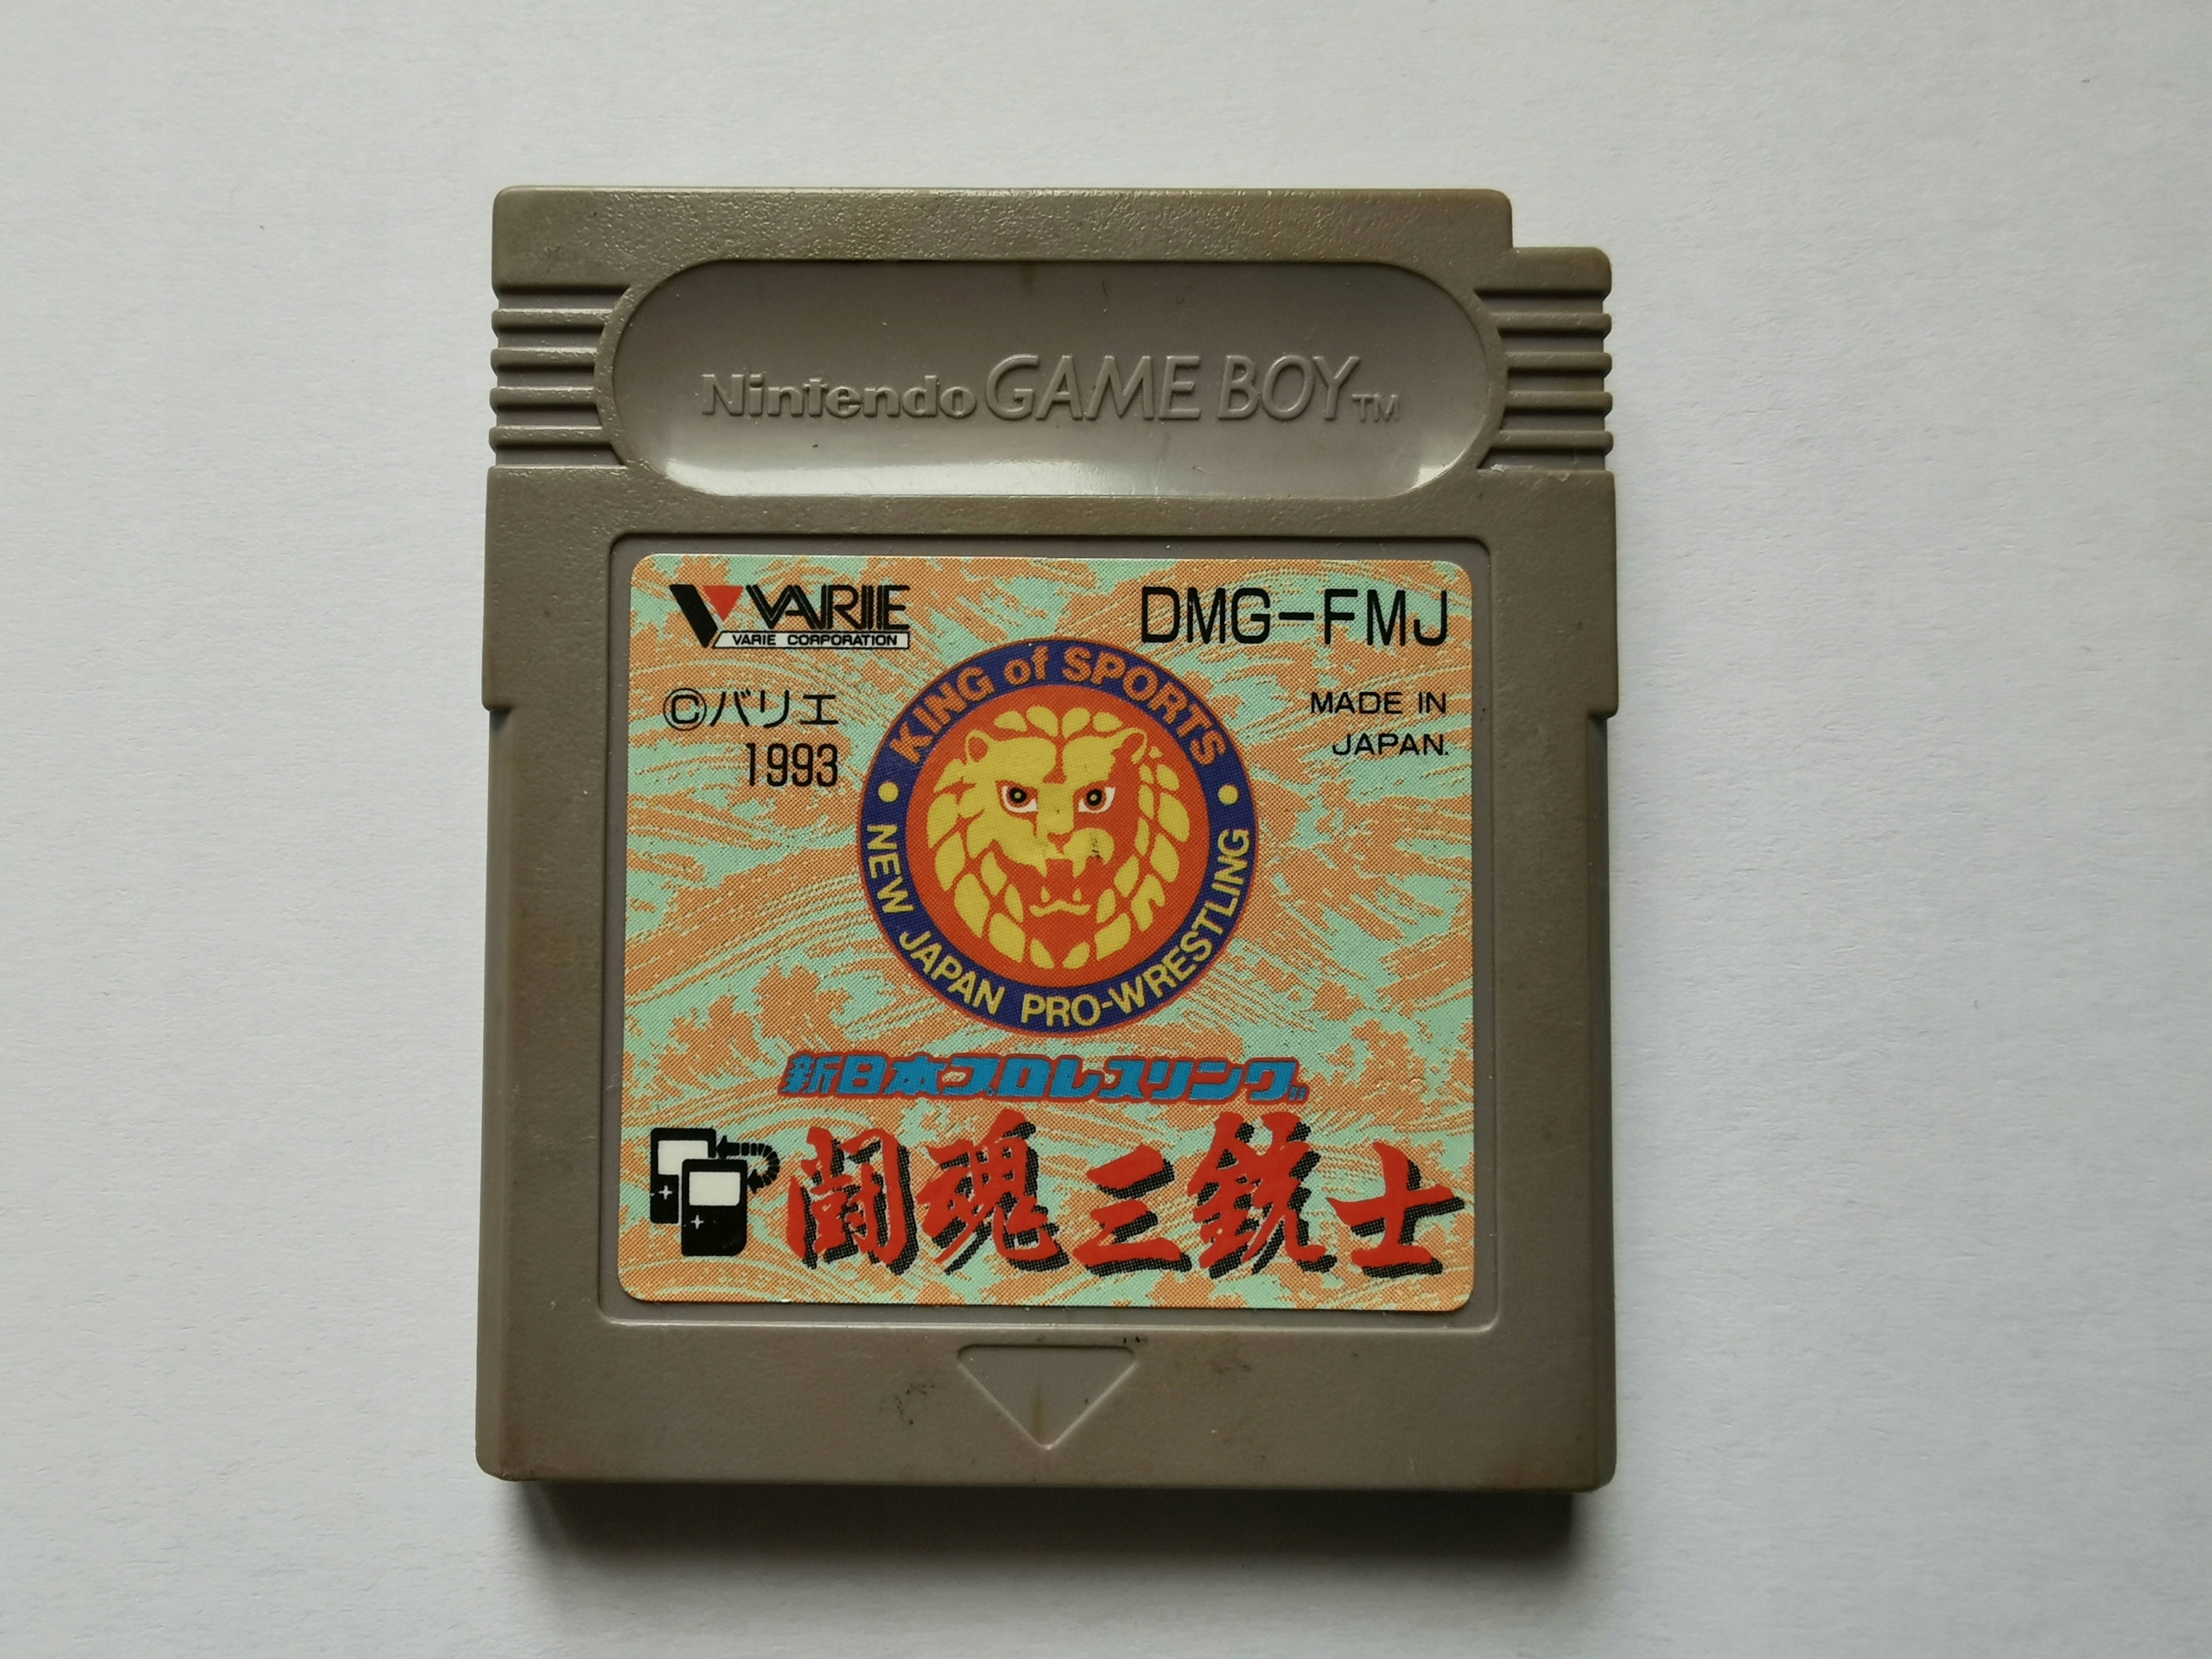 Nintendo GAME BOY TM
VARIE
VARIE CORPORATION
DMG-FMJ
©バリエ
1993
MADE IN
JAPAN.
KING of SPORTS
NEW JAPAN PRO-WRESTLING
新日本プロレスリング
闘魂三銃士